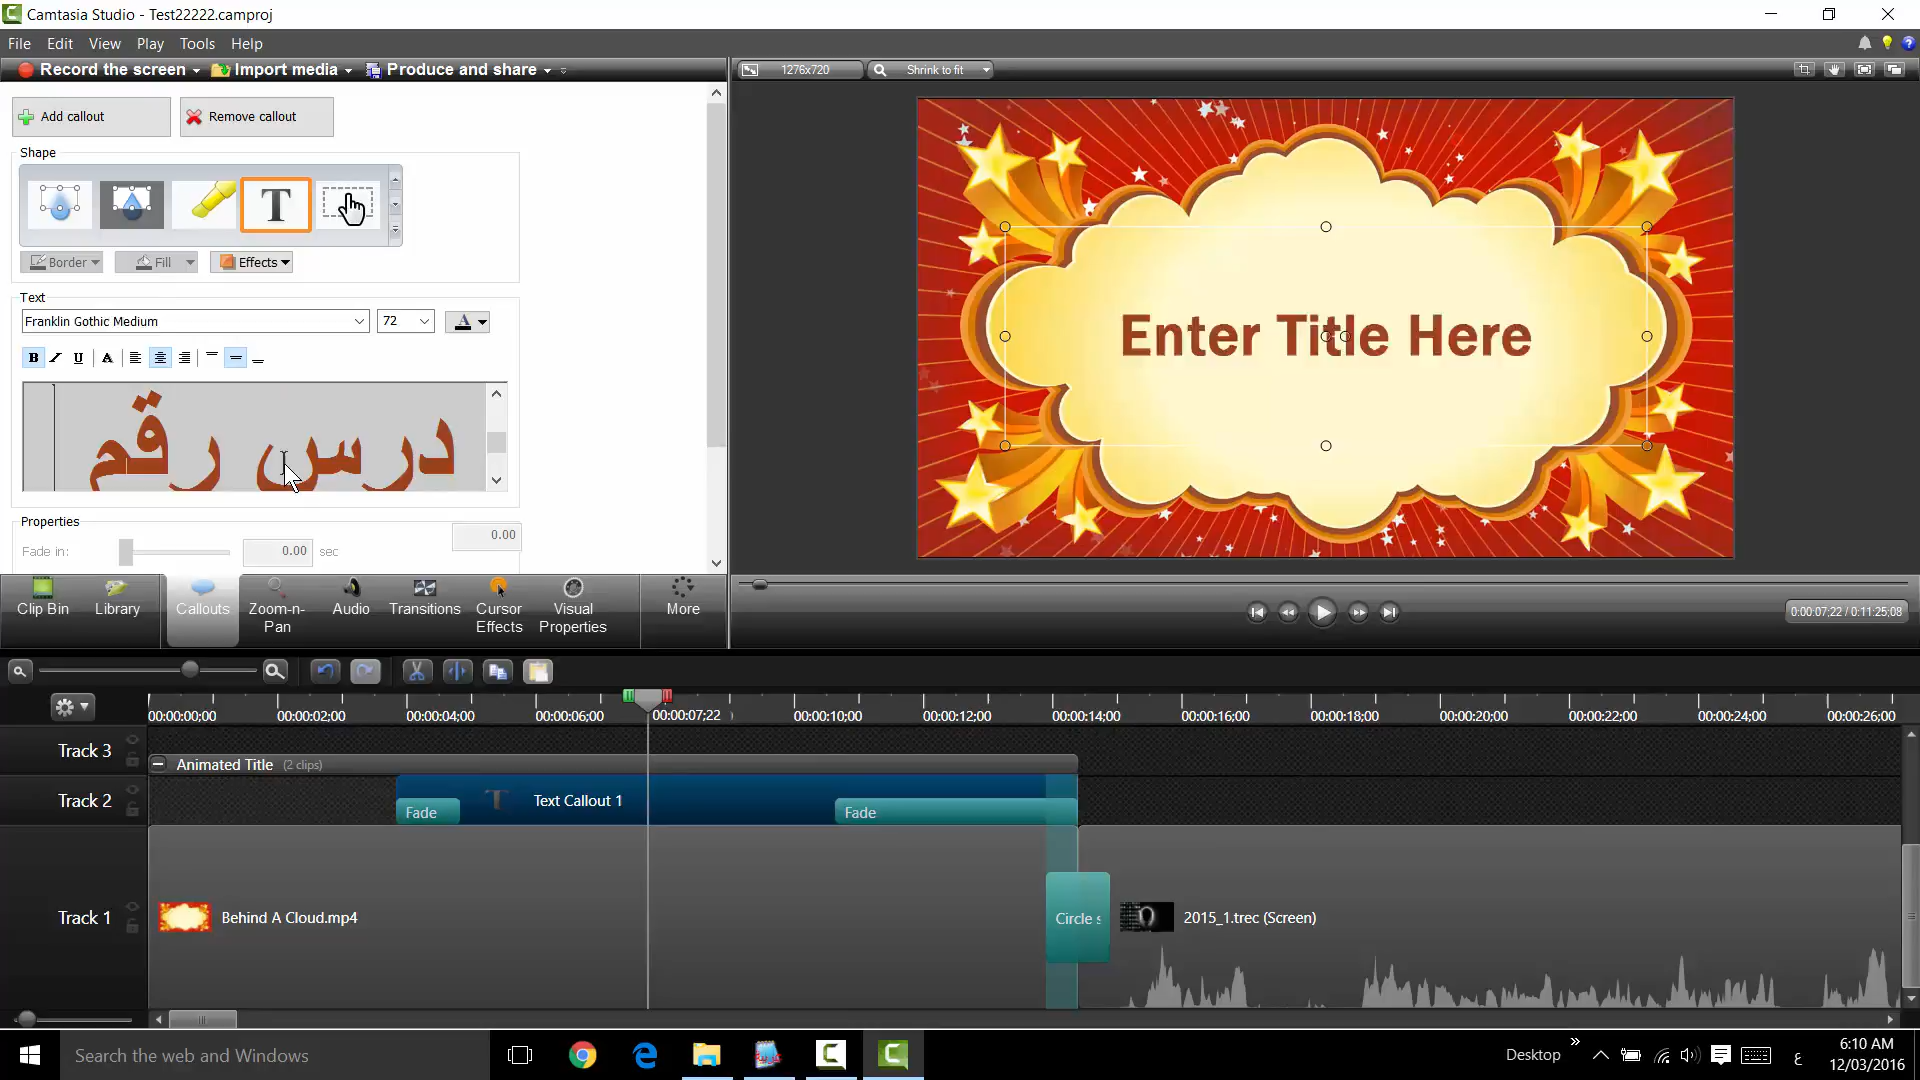 Camtasia Studio - Test22222.camproj
File Edit View Play Tools Help
Record the screen Import media Produce and share
1276x720 Shrink to fit
Add callout Remove callout
Shape
T
Border Fill Effects
Text
Franklin Gothic Medium 72 A
B I U A
درس رقم
Properties
Fade in: 0.00 sec 0.00
Enter Title Here
Clip Bin Library Callouts Zoom-n-Pan Audio Transitions Cursor Effects Visual Properties More
0:00:07;22 / 0:11:25;08
00:00:00;00 00:00:02;00 00:00:04;00 00:00:06;00 00:00:07;22 00:00:10;00 00:00:12;00 00:00:14;00 00:00:16;00 00:00:18;00 00:00:20;00 00:00:22;00 00:00:24;00 00:00:26;00
Track 3
Animated Title (2 clips)
Track 2 T Text Callout 1
Fade Fade
Track 1 Behind A Cloud.mp4 Circle s 2015_1.trec (Screen)
Search the web and Windows
Desktop ع 6:10 AM
12/03/2016